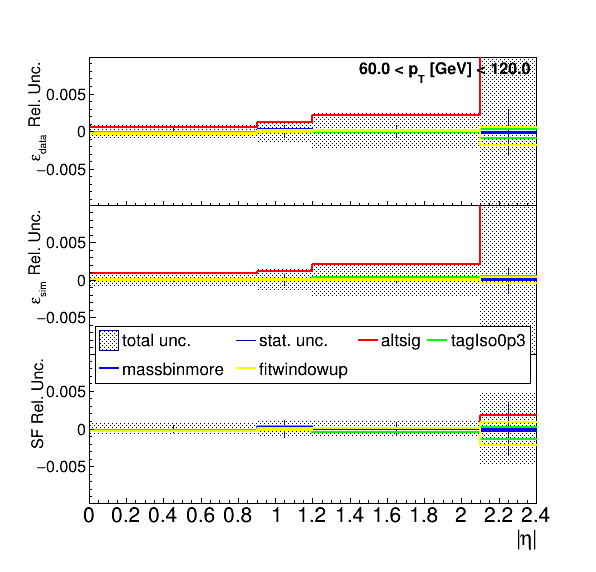 60.0 < p_T [GeV] < 120.0
ε_data Rel. Unc.
0.005
0
−0.005
ε_sim Rel. Unc.
0.005
0
−0.005
total unc. stat. unc. altsig tagIso0p3
massbinmore fitwindowup
SF Rel. Unc.
0.005
0
−0.005
0 0.2 0.4 0.6 0.8 1 1.2 1.4 1.6 1.8 2 2.2 2.4
|η|